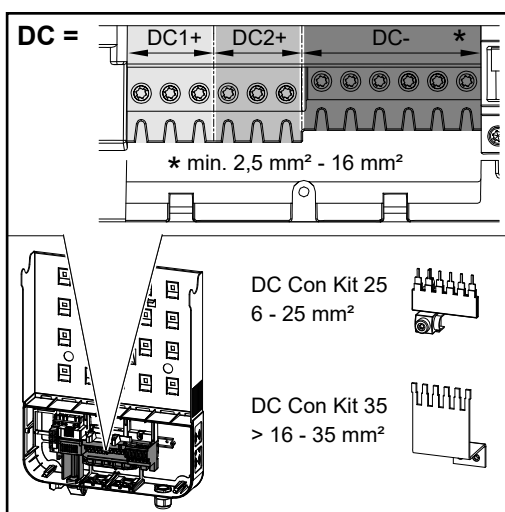 DC =
DC1+ DC2+ DC- *
* min. 2,5 mm² - 16 mm²
DC Con Kit 25
6 - 25 mm²
DC Con Kit 35
> 16 - 35 mm²